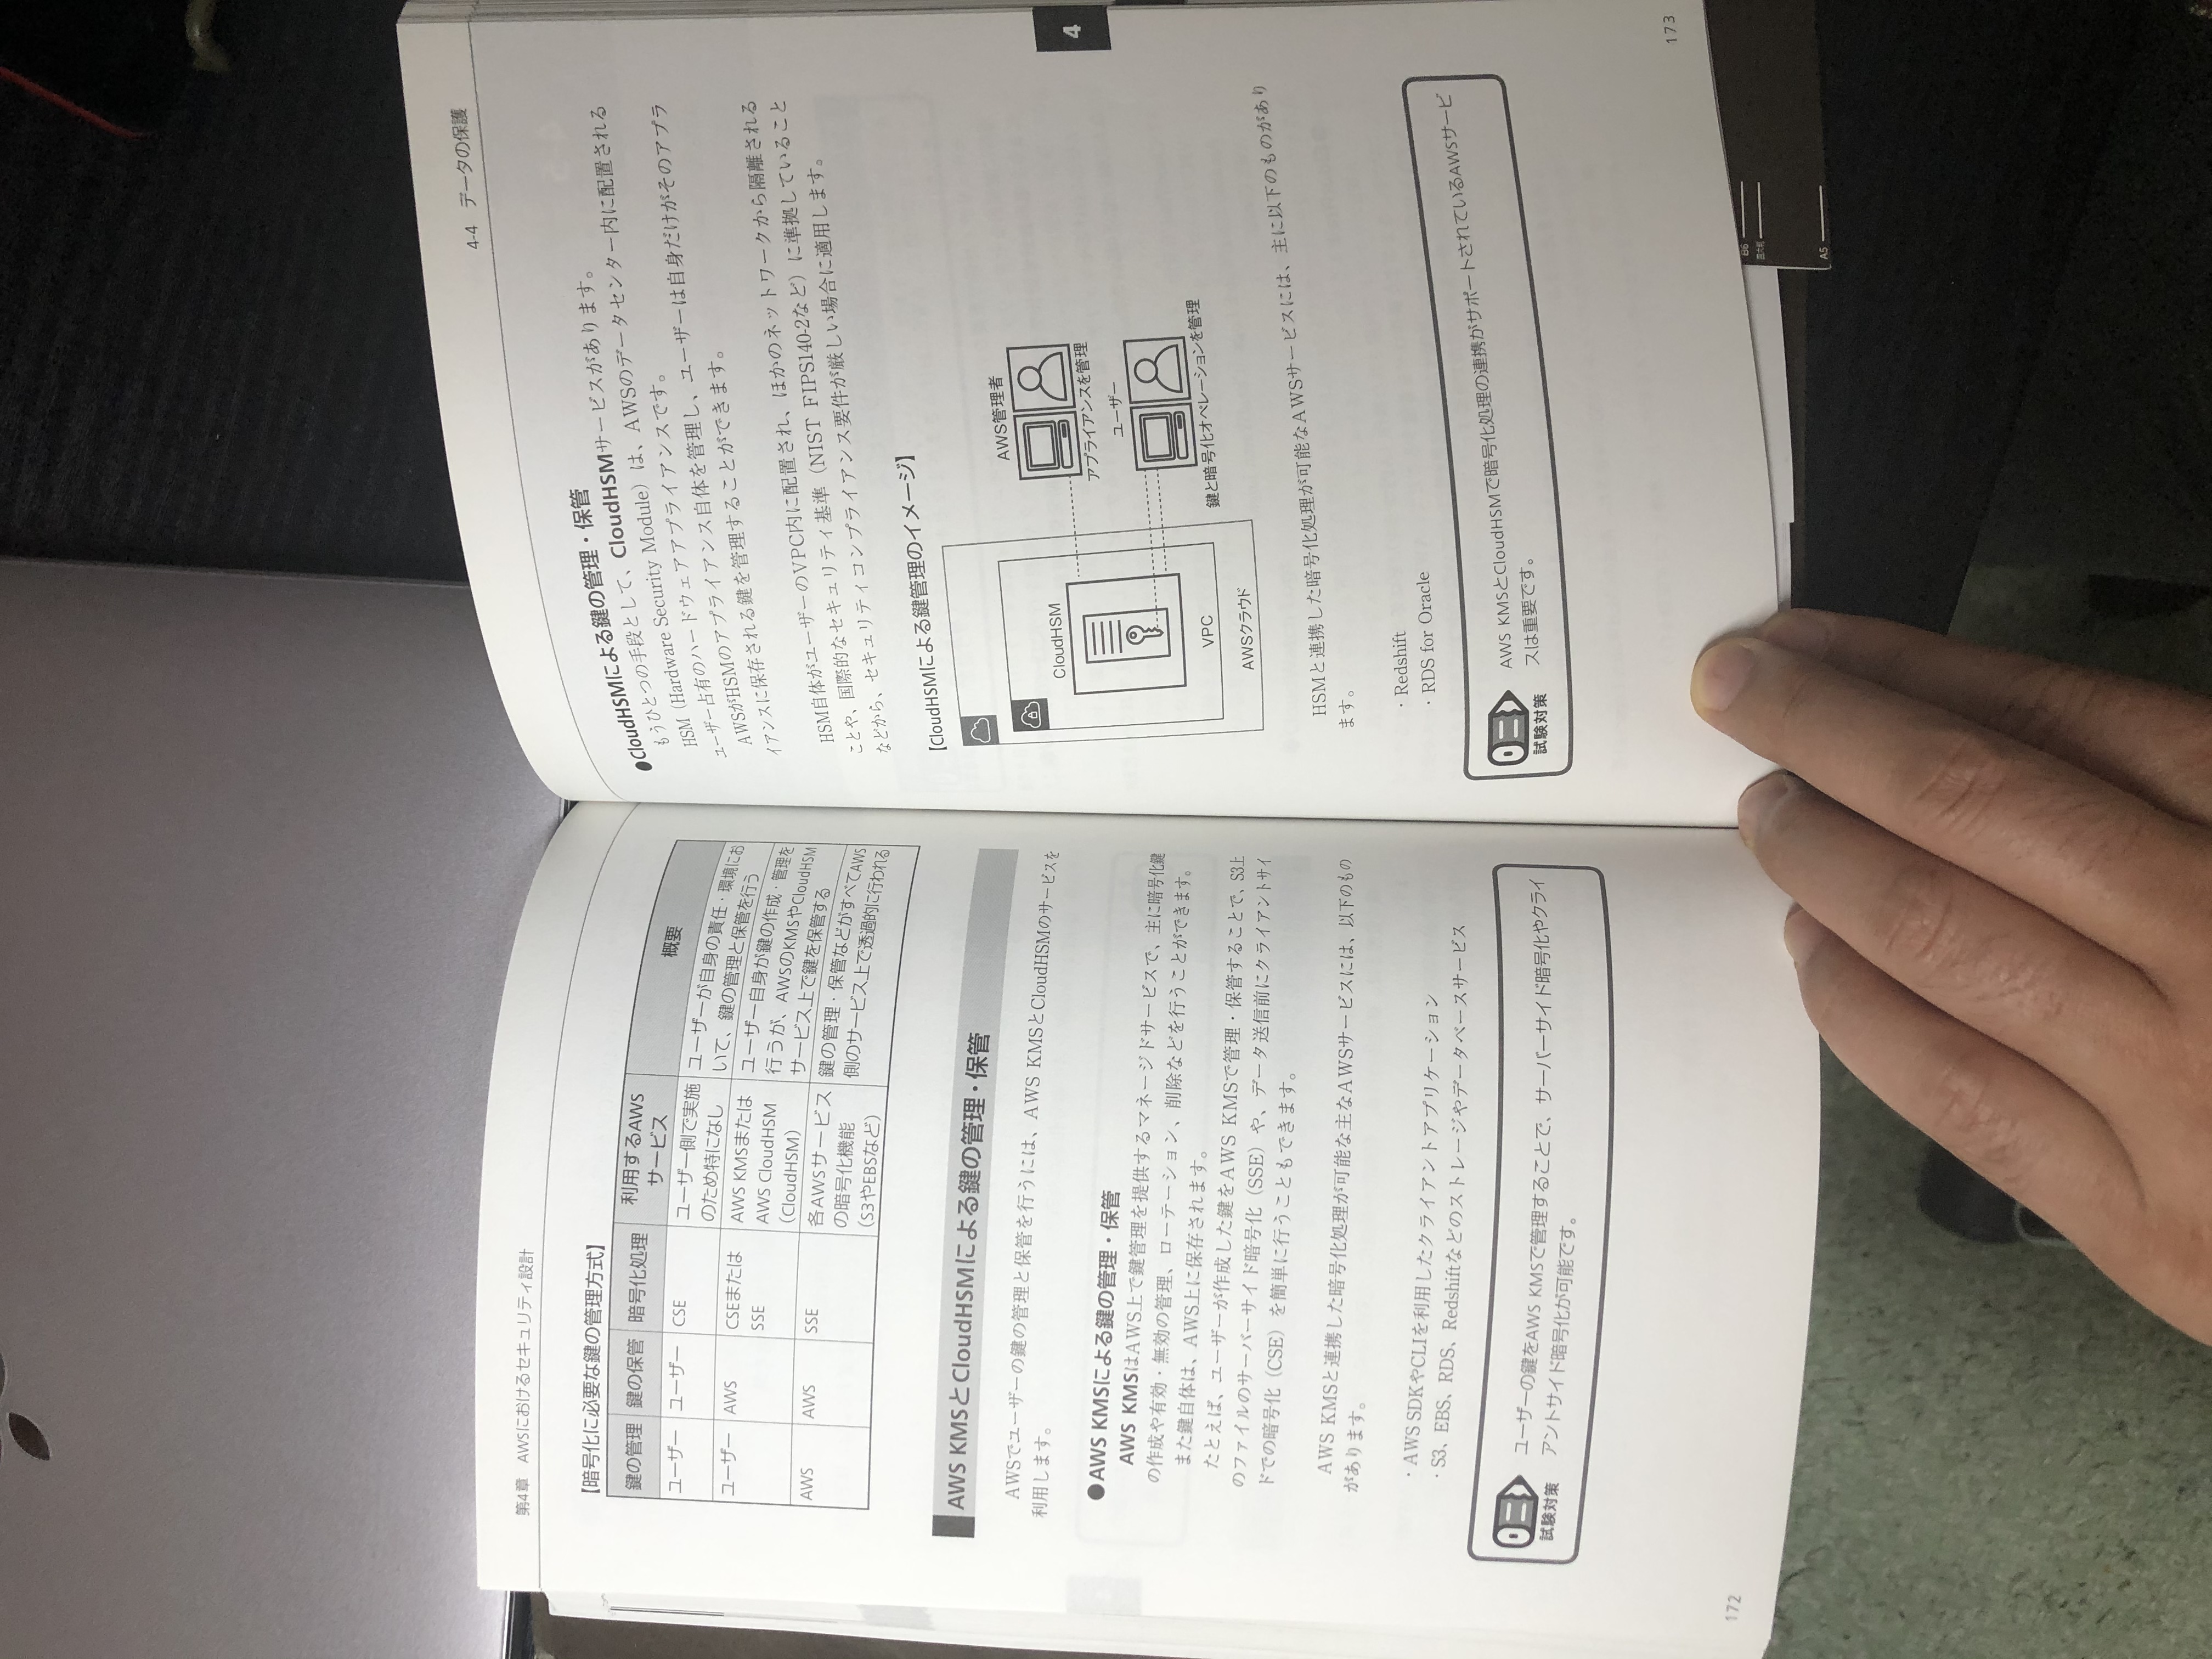 第4章 AWSにおけるセキュリティ設計
【暗号化に必要な鍵の管理方式】
鍵の管理 鍵の保管 暗号化処理 利用するAWSサービス 概要
ユーザー ユーザー CSE ユーザー側で実施のため特になし ユーザーが自身の責任・環境において、鍵の管理と保管を行う
ユーザー AWS CSEまたはSSE AWS KMSまたはAWS CloudHSM（CloudHSM） ユーザー自身が鍵の作成・管理を行うが、AWSのKMSやCloudHSMサービス上で鍵を保管する
AWS AWS SSE 各AWSサービスの暗号化機能（S3やEBSなど） 鍵の管理・保管などがすべてAWS側のサービス上で透過的に行われる
AWS KMSとCloudHSMによる鍵の管理・保管
AWSでユーザーの鍵の管理と保管を行うには、AWS KMSとCloudHSMのサービスを
利用します。
●AWS KMSによる鍵の管理・保管
AWS KMSはAWS上で鍵管理を提供するマネージドサービスで、主に暗号化鍵
の作成や有効・無効の管理、ローテーション、削除などを行うことができます。
また鍵自体は、AWS上に保存されます。
たとえば、ユーザーが作成した鍵をAWS KMSで管理・保管することで、S3上
のファイルのサーバーサイド暗号化（SSE）や、データ送信前にクライアントサイ
ドでの暗号化（CSE）を簡単に行うこともできます。
AWS KMSと連携した暗号化処理が可能な主なAWSサービスには、以下のもの
があります。
・AWS SDKやCLIを利用したクライアントアプリケーション
・S3、EBS、RDS、Redshiftなどのストレージやデータベースサービス
試験対策
ユーザーの鍵をAWS KMSで管理することで、サーバーサイド暗号化やクライ
アントサイド暗号化が可能です。
172
4-4 データの保護
●CloudHSMによる鍵の管理・保管
もうひとつの手段として、CloudHSMサービスがあります。
HSM（Hardware Security Module）は、AWSのデータセンター内に配置される
ユーザー占有のハードウェアアプライアンスです。
AWSがHSMのアプライアンス自体を管理し、ユーザーは自身だけがそのアプラ
イアンスに保存される鍵を管理することができます。
HSM自体がユーザーのVPC内に配置され、ほかのネットワークから隔離される
ことや、国際的なセキュリティ基準（NIST FIPS140-2など）に準拠していること
などから、セキュリティコンプライアンス要件が厳しい場合に適用します。
【CloudHSMによる鍵管理のイメージ】
CloudHSM
VPC
AWSクラウド
AWS管理者
アプライアンスを管理
ユーザー
鍵と暗号化オペレーションを管理
4
HSMと連携した暗号化処理が可能なAWSサービスには、主に以下のものがあり
ます。
・Redshift
・RDS for Oracle
試験対策
AWS KMSとCloudHSMで暗号化処理の連携がサポートされているAWSサービ
スは重要です。
173
B6
A5